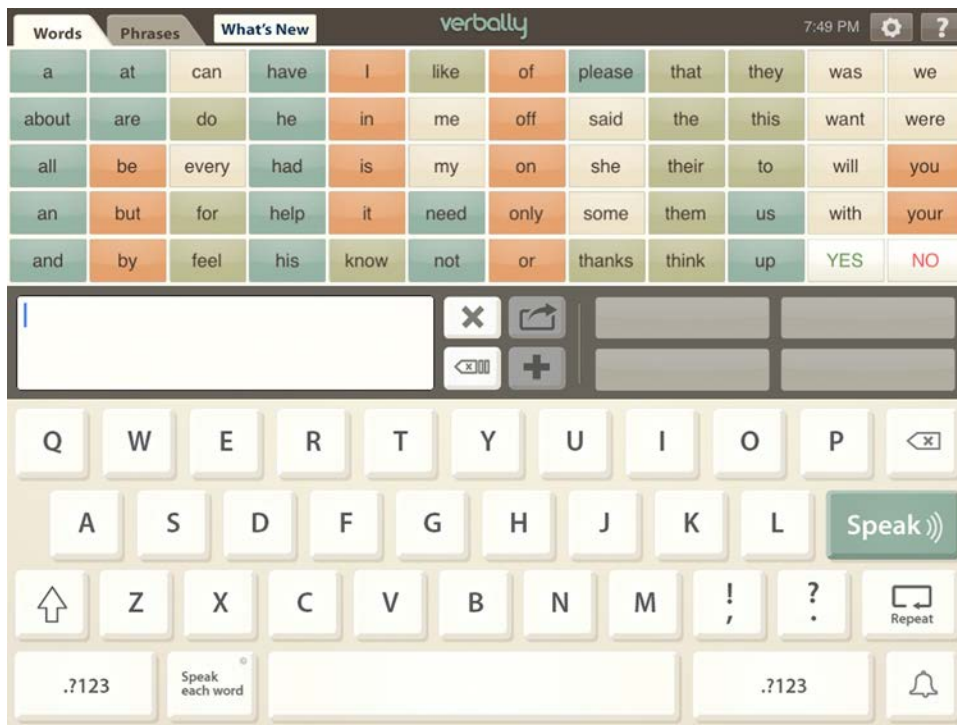 Words Phrases What's New verbally 7:49 PM ?
a at can have I like of please that they was we
about are do he in me off said the this want were
all be every had is my on she their to will you
an but for help it need only some them us with your
and by feel his know not or thanks think up YES NO
Q W E R T Y U I O P
A S D F G H J K L Speak
Z X C V B N M ! , ? . Repeat
.?123 Speak each word .?123